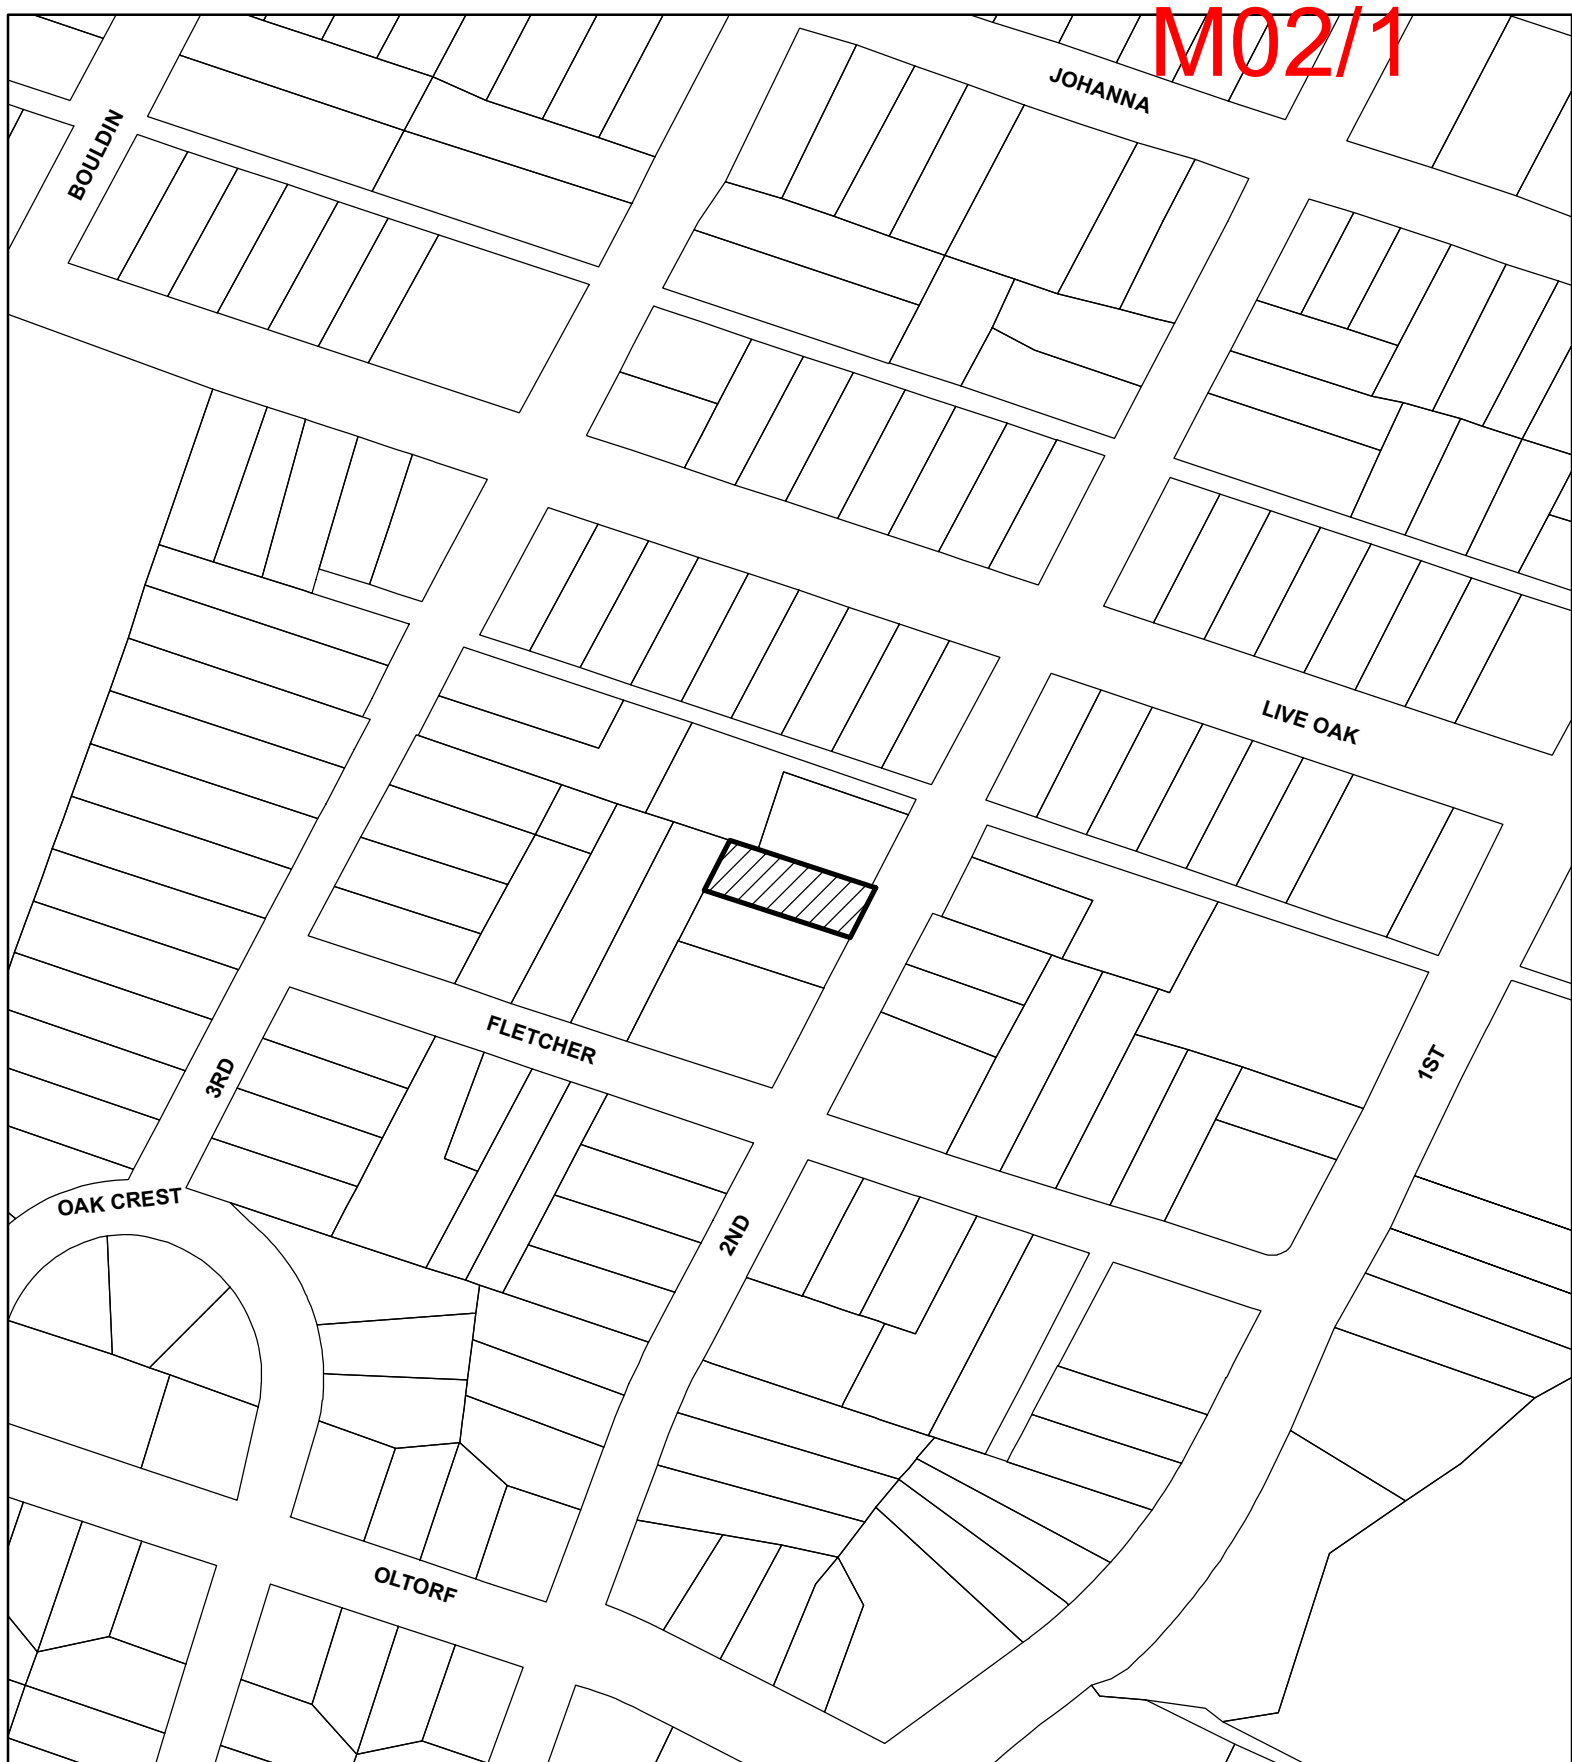 M02/1
JOHANNA
BOULDIN
LIVE OAK
FLETCHER
3RD
1ST
OAK CREST
2ND
OLTORF